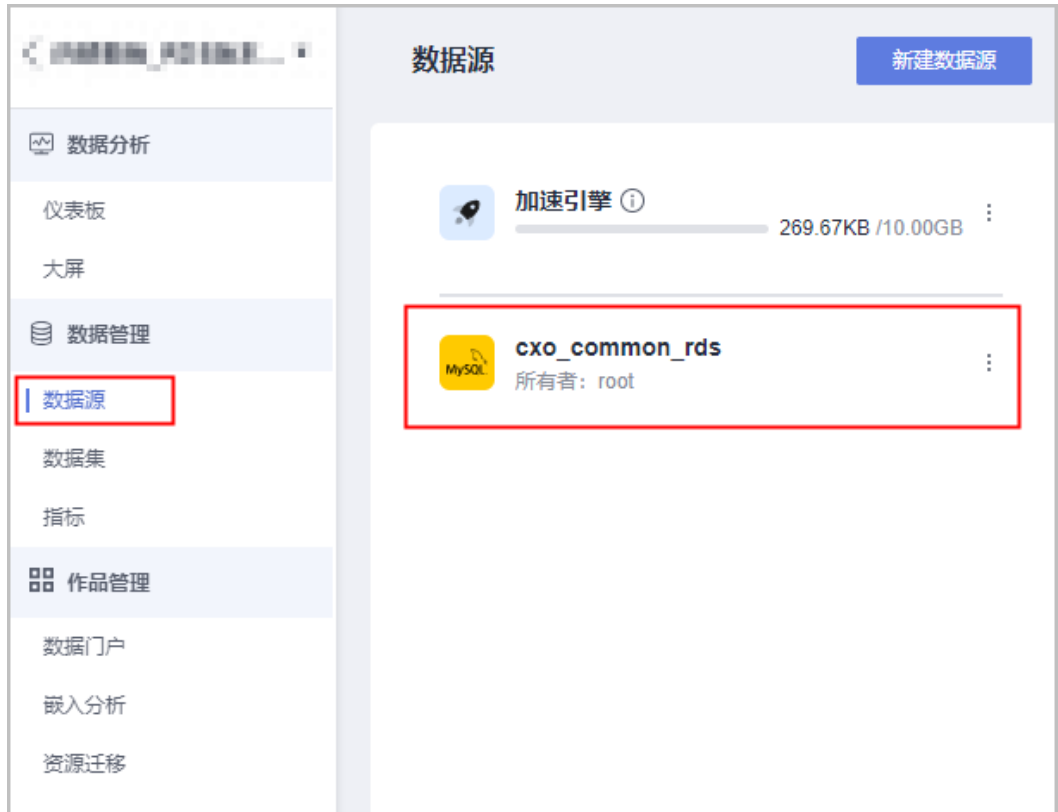 数据分析
仪表板
大屏
数据管理
数据源
数据集
指标
作品管理
数据门户
嵌入分析
资源迁移
数据源
新建数据源
加速引擎
269.67KB /10.00GB
MySQL
cxo_common_rds
所有者：root